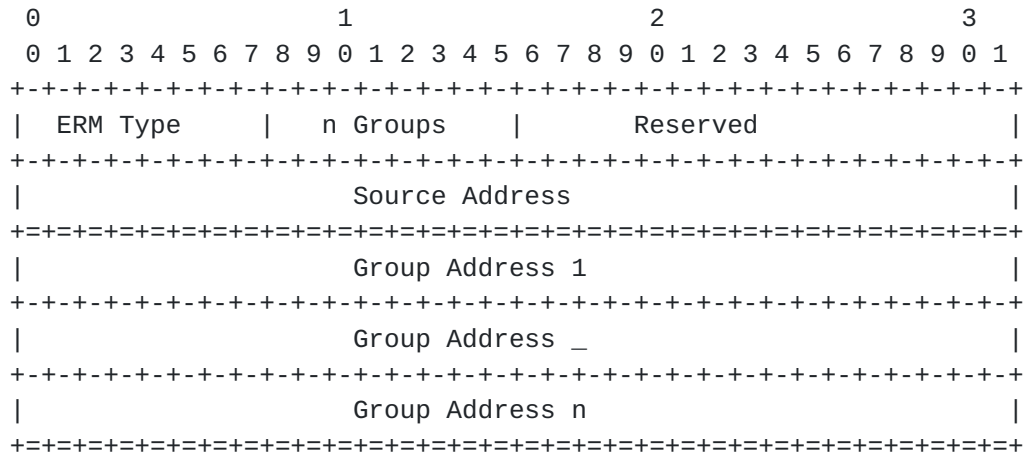 0                   1                   2                   3
 0 1 2 3 4 5 6 7 8 9 0 1 2 3 4 5 6 7 8 9 0 1 2 3 4 5 6 7 8 9 0 1
+-+-+-+-+-+-+-+-+-+-+-+-+-+-+-+-+-+-+-+-+-+-+-+-+-+-+-+-+-+-+-+-+
|  ERM Type     |   n Groups    |       Reserved                |
+-+-+-+-+-+-+-+-+-+-+-+-+-+-+-+-+-+-+-+-+-+-+-+-+-+-+-+-+-+-+-+-+
|                     Source Address                            |
+=+=+=+=+=+=+=+=+=+=+=+=+=+=+=+=+=+=+=+=+=+=+=+=+=+=+=+=+=+=+=+=+
|                     Group Address 1                           |
+-+-+-+-+-+-+-+-+-+-+-+-+-+-+-+-+-+-+-+-+-+-+-+-+-+-+-+-+-+-+-+-+
|                     Group Address _                           |
+-+-+-+-+-+-+-+-+-+-+-+-+-+-+-+-+-+-+-+-+-+-+-+-+-+-+-+-+-+-+-+-+
|                     Group Address n                           |
+=+=+=+=+=+=+=+=+=+=+=+=+=+=+=+=+=+=+=+=+=+=+=+=+=+=+=+=+=+=+=+=+